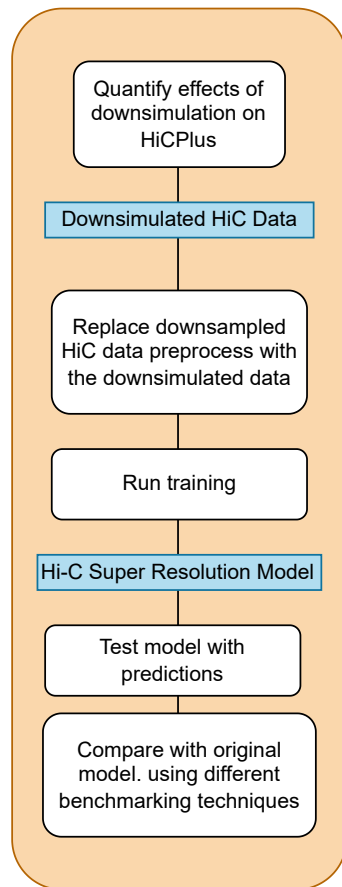 Quantify effects of
downsimulation on
HiCPlus
Downsimulated HiC Data
Replace downsampled
HiC data preprocess with
the downsimulated data
Run training
Hi-C Super Resolution Model
Test model with
predictions
Compare with original
model. using different
benchmarking techniques